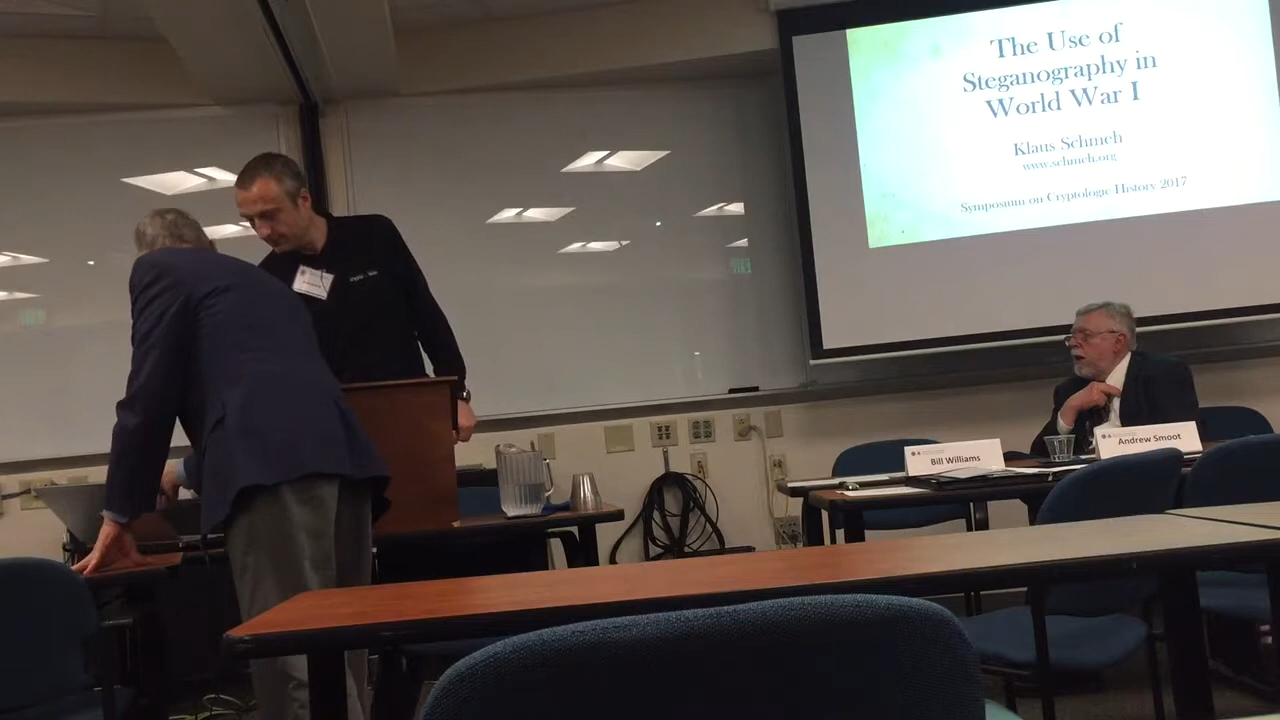 The Use of
Steganography in
World War I
Klaus Schmeh
www.schmeh.org
Symposium on Cryptologic History 2017
Bill Williams
Andrew Smoot
EXIT